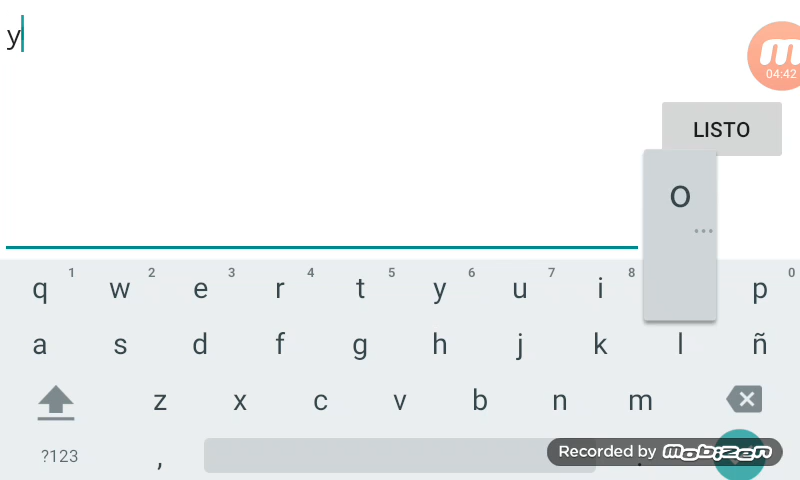 y
04:42
LISTO
o
...
q 1 w 2 e 3 r 4 t 5 y 6 u 7 i 8 p 0
a s d f g h j k l ñ
z x c v b n m
?123 , .
Recorded by mobizen